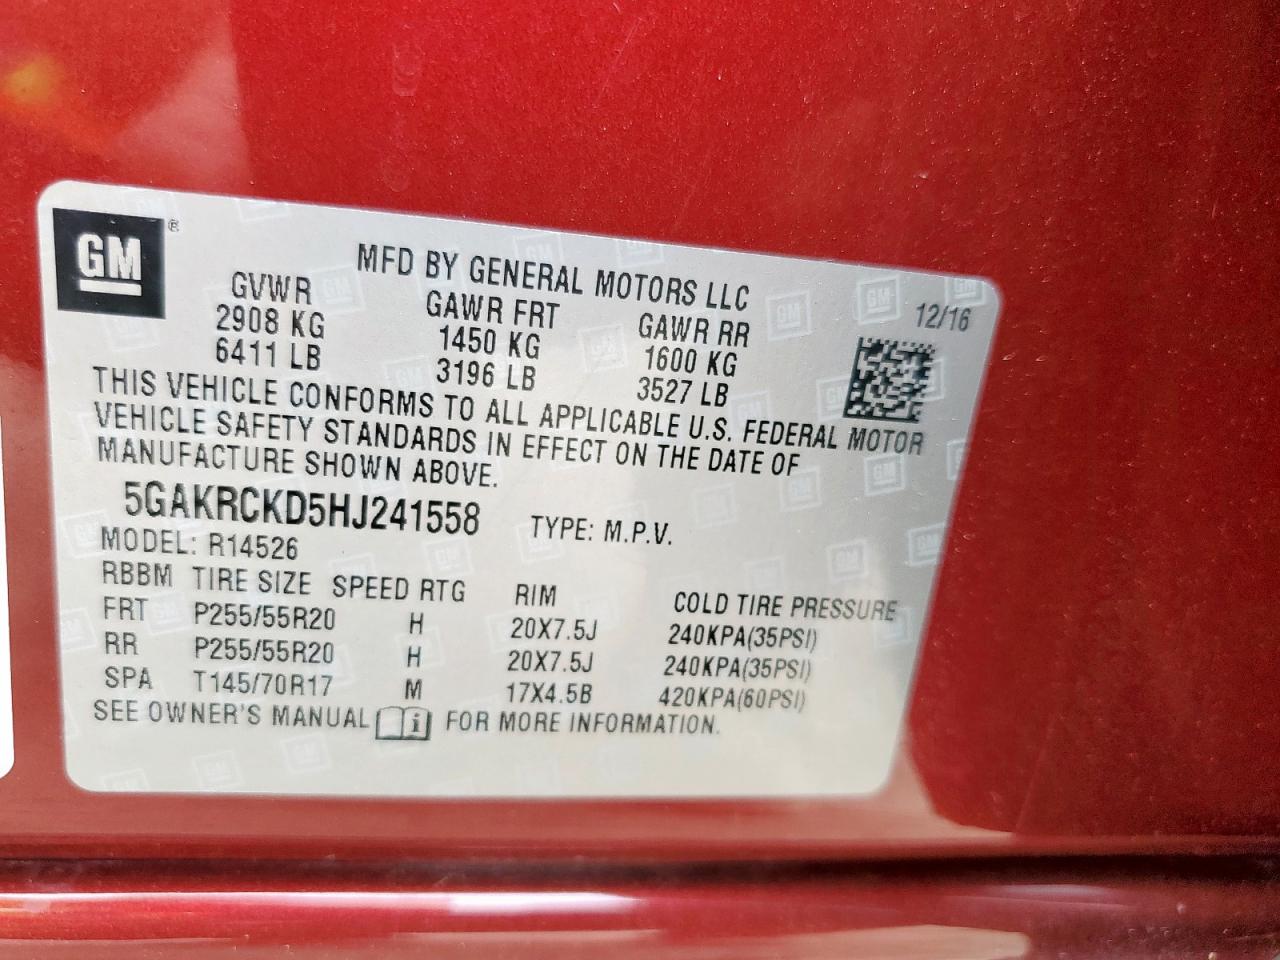 GM ®
MFD BY GENERAL MOTORS LLC
12/16
GVWR GAWR FRT GAWR RR
2908 KG 1450 KG 1600 KG
6411 LB 3196 LB 3527 LB
THIS VEHICLE CONFORMS TO ALL APPLICABLE U.S. FEDERAL MOTOR
VEHICLE SAFETY STANDARDS IN EFFECT ON THE DATE OF
MANUFACTURE SHOWN ABOVE.
5GAKRCKD5HJ241558 TYPE: M.P.V.
MODEL: R14526
RBBM TIRE SIZE SPEED RTG RIM COLD TIRE PRESSURE
FRT P255/55R20 H 20X7.5J 240KPA(35PSI)
RR P255/55R20 H 20X7.5J 240KPA(35PSI)
SPA T145/70R17 M 17X4.5B 420KPA(60PSI)
SEE OWNER'S MANUAL i FOR MORE INFORMATION.